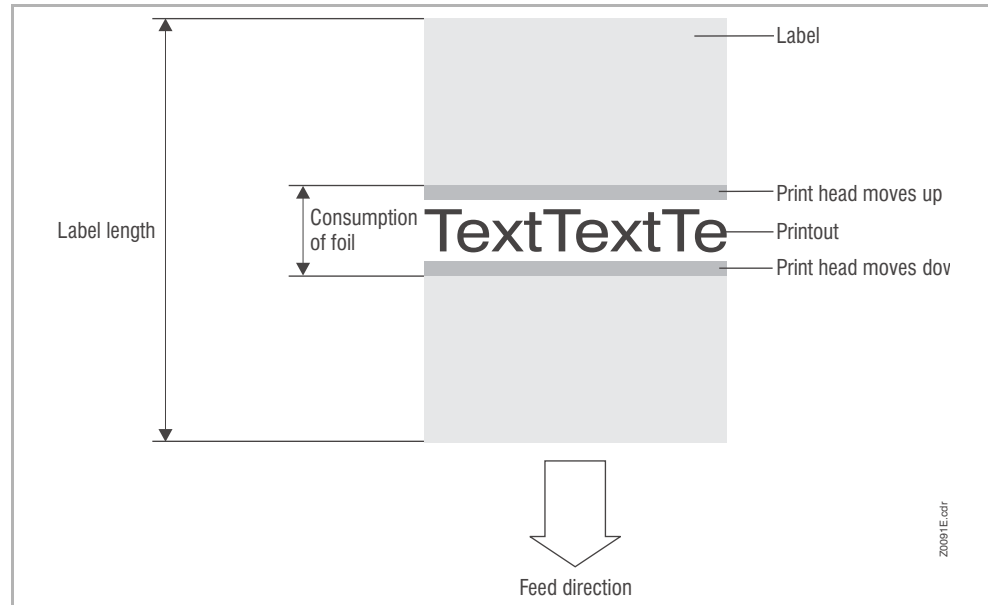 Label
Print head moves up
Consumption
of foil
TextTextTe
Label length
Printout
Print head moves dov
Feed direction
Z0091E.cdr